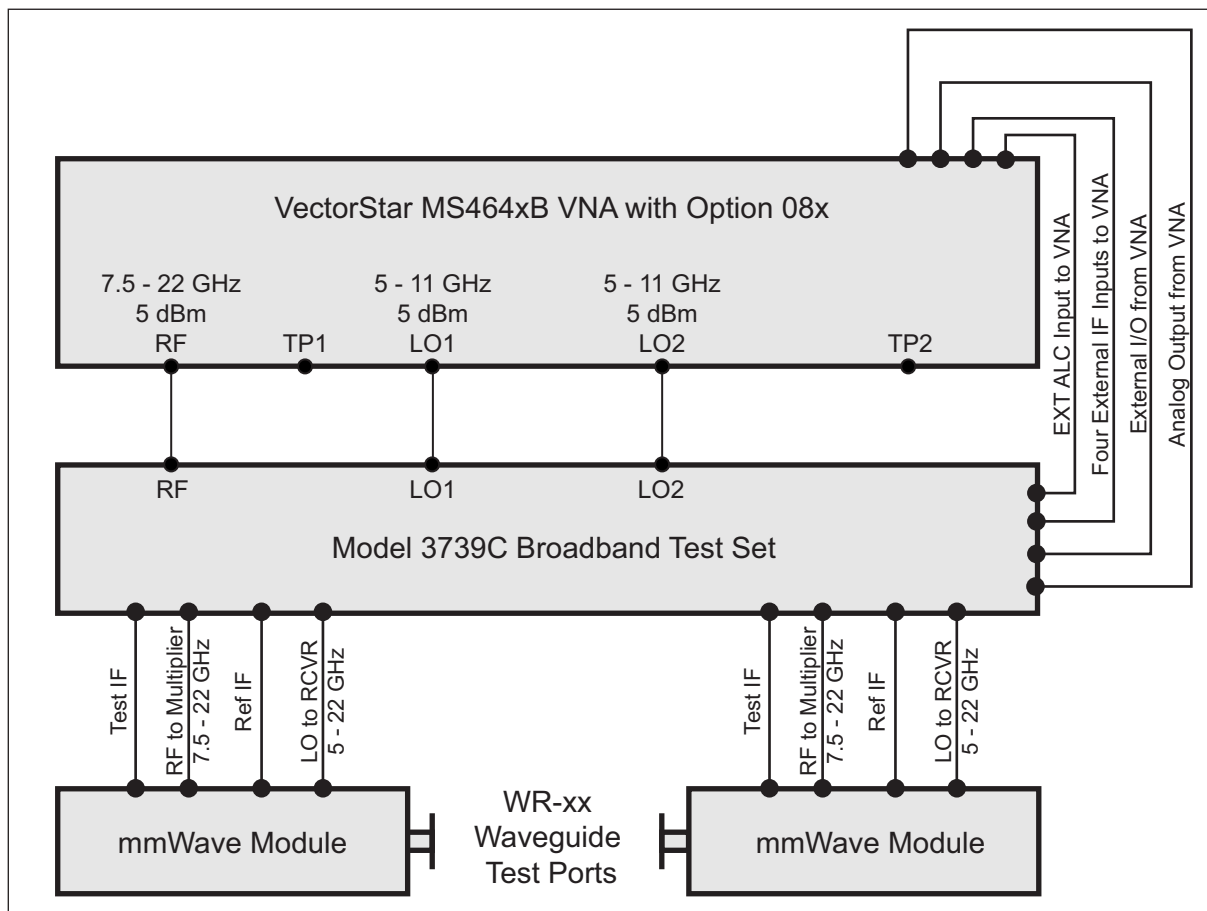 VectorStar MS464xB VNA with Option 08x
7.5 - 22 GHz
5 dBm
RF
TP1
5 - 11 GHz
5 dBm
LO1
5 - 11 GHz
5 dBm
LO2
TP2
EXT ALC Input to VNA
Four External IF Inputs to VNA
External I/O from VNA
Analog Output from VNA
RF
LO1
LO2
Model 3739C Broadband Test Set
Test IF
RF to Multiplier
7.5 - 22 GHz
Ref IF
LO to RCVR
5 - 22 GHz
Test IF
RF to Multiplier
7.5 - 22 GHz
Ref IF
LO to RCVR
5 - 22 GHz
mmWave Module
WR-xx
Waveguide
Test Ports
mmWave Module